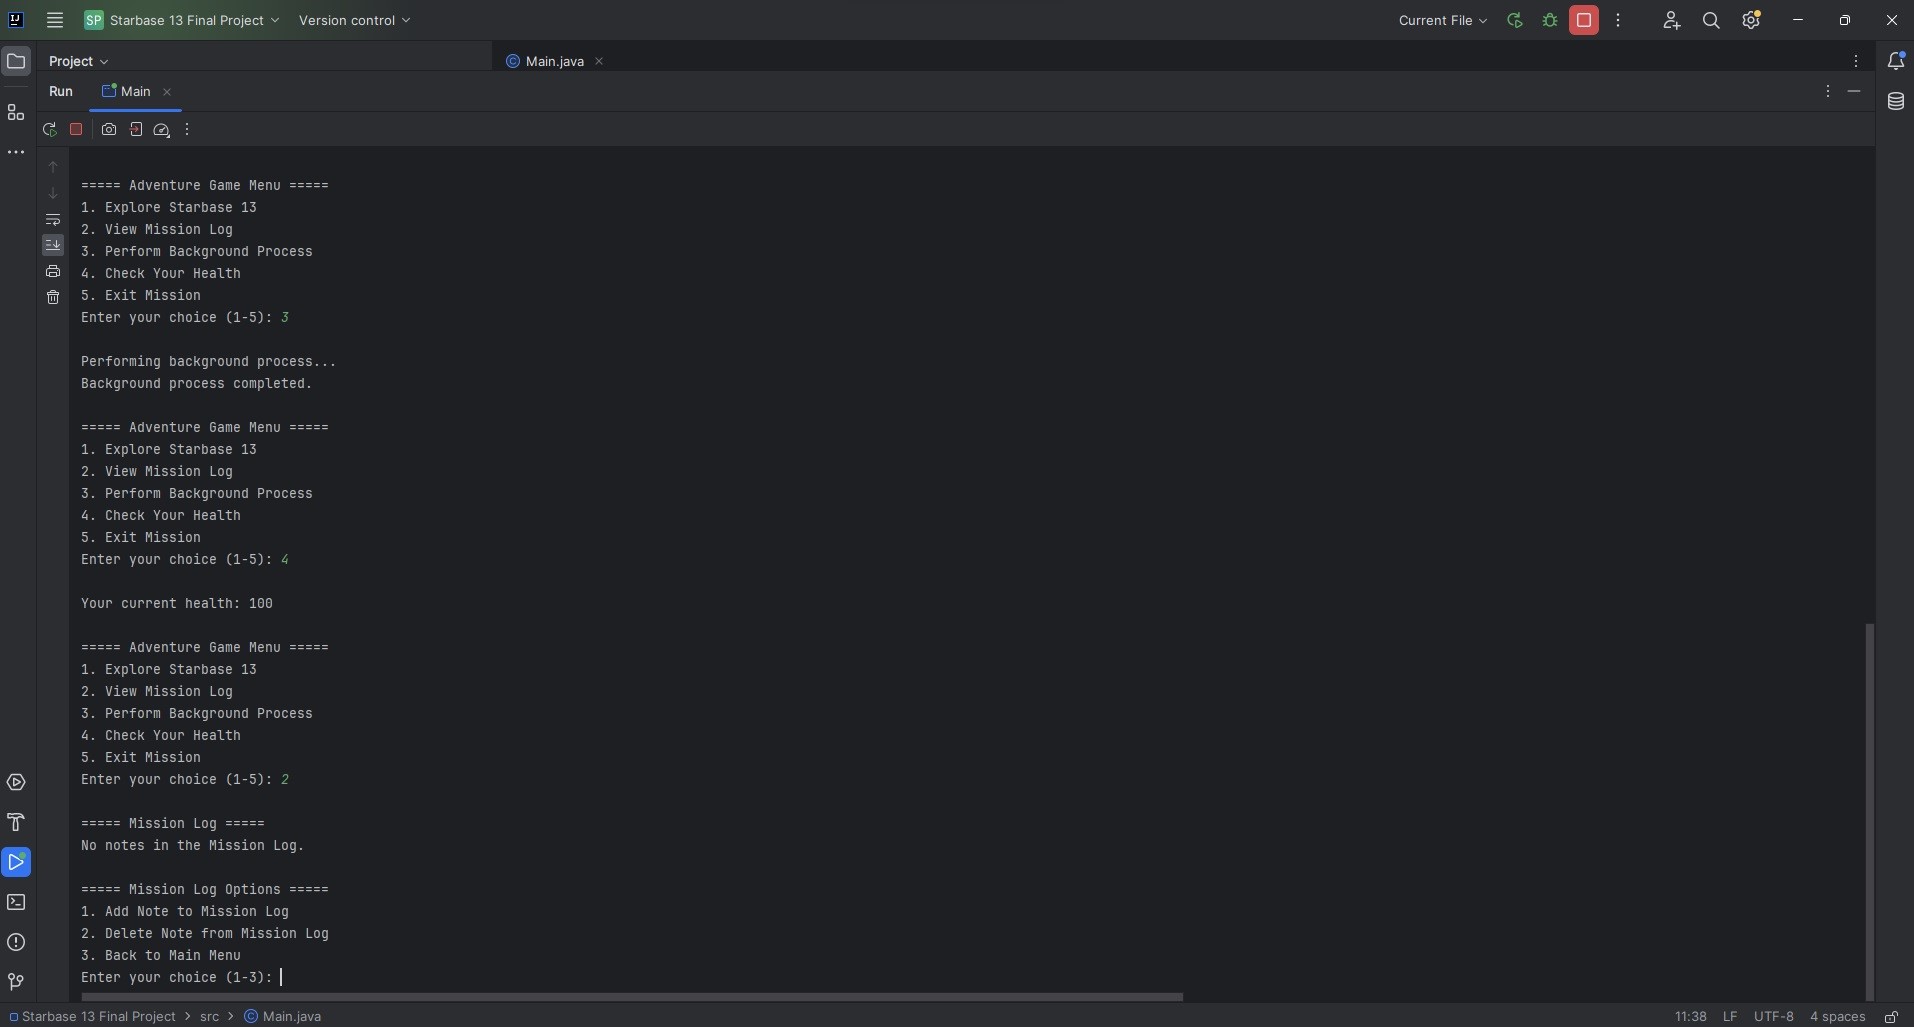 SP Starbase 13 Final Project Version control Current File
Project Main.java
Run Main
===== Adventure Game Menu =====
1. Explore Starbase 13
2. View Mission Log
3. Perform Background Process
4. Check Your Health
5. Exit Mission
Enter your choice (1-5): 3
Performing background process...
Background process completed.
===== Adventure Game Menu =====
1. Explore Starbase 13
2. View Mission Log
3. Perform Background Process
4. Check Your Health
5. Exit Mission
Enter your choice (1-5): 4
Your current health: 100
===== Adventure Game Menu =====
1. Explore Starbase 13
2. View Mission Log
3. Perform Background Process
4. Check Your Health
5. Exit Mission
Enter your choice (1-5): 2
===== Mission Log =====
No notes in the Mission Log.
===== Mission Log Options =====
1. Add Note to Mission Log
2. Delete Note from Mission Log
3. Back to Main Menu
Enter your choice (1-3):
Starbase 13 Final Project > src > Main.java 11:38 LF UTF-8 4 spaces